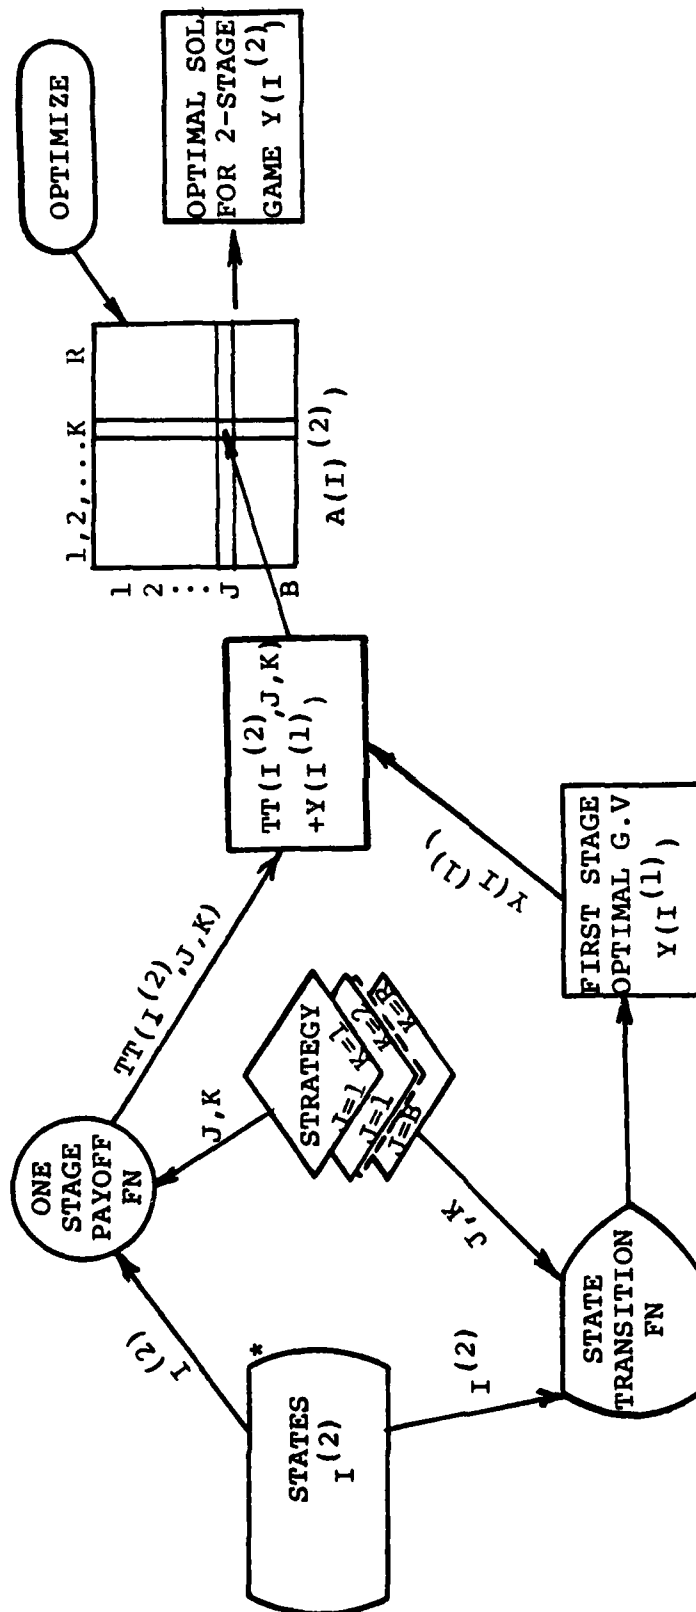 STATES
I^(2)
*
I^(2)
I^(2)
ONE
STAGE
PAYOFF
FN
STATE
TRANSITION
FN
J,K
J,K
STRATEGY
J=1 K=1
J=1 K=2
J=B K=R
TT(I^(2),J,K)
FIRST STAGE
OPTIMAL G.V
Y(I^(1))
Y(I^(1))
TT(I^(2),J,K)
+Y(I^(1))
1,2,...K R
1
2
:
:
J
B
A(I)^(2))
OPTIMIZE
OPTIMAL SOL
FOR 2-STAGE
GAME Y(I^(2))